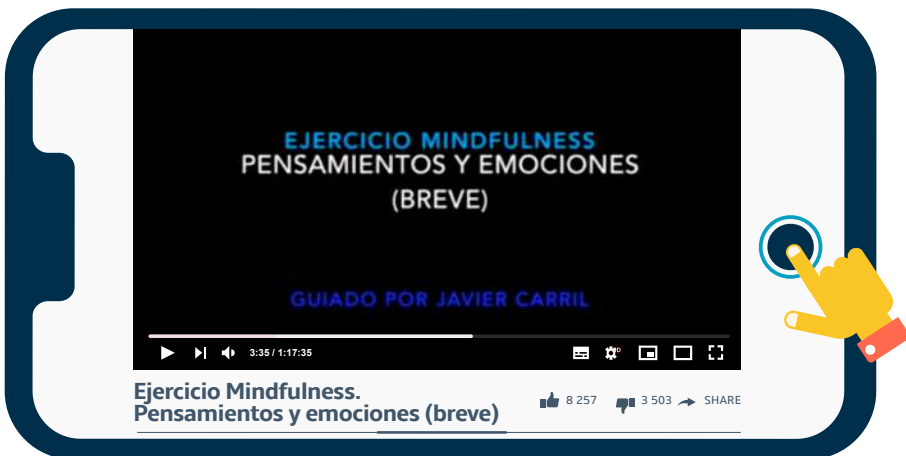 EJERCICIO MINDFULNESS
PENSAMIENTOS Y EMOCIONES
(BREVE)
GUIADO POR JAVIER CARRIL
3:35 / 1:17:35
Ejercicio Mindfulness.
Pensamientos y emociones (breve)
8 257 3 503 SHARE